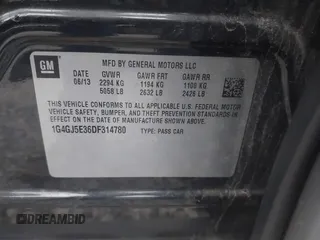 GM
MFD BY GENERAL MOTORS LLC
DATE GVWR GAWR FRT GAWR RR
06/13 2294 KG 1194 KG 1100 KG
5058 LB 2632 LB 2426 LB
THIS VEHICLE CONFORMS TO ALL APPLICABLE U.S. FEDERAL MOTOR
VEHICLE SAFETY, BUMPER, AND THEFT PREVENTION STANDARDS
IN EFFECT ON THE DATE OF MANUFACTURE SHOWN ABOVE.
1G4GJ5E36DF314780 TYPE: PASS CAR
© DREAMBID